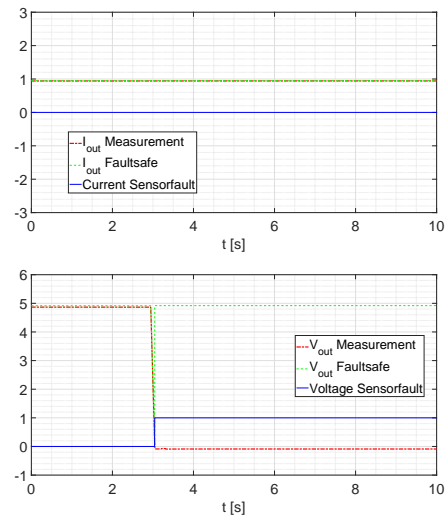 3
2
1
0
-1
-2
-3
I_out Measurement
I_out Faultsafe
Current Sensorfault
0 2 4 6 8 10
t [s]
6
5
4
3
2
1
0
-1
V_out Measurement
V_out Faultsafe
Voltage Sensorfault
0 2 4 6 8 10
t [s]